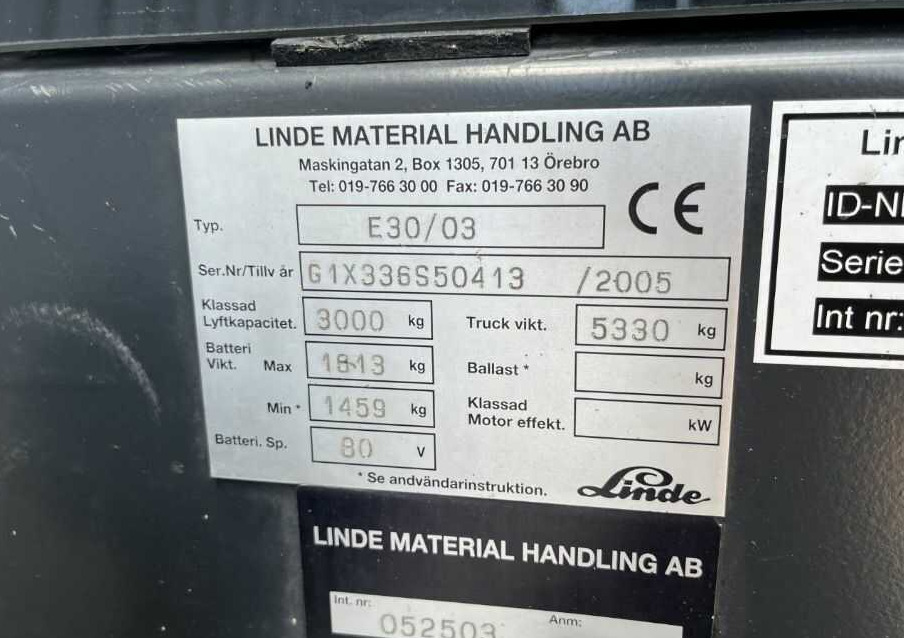 LINDE MATERIAL HANDLING AB
Maskingatan 2, Box 1305, 701 13 Örebro
Tel: 019-766 30 00 Fax: 019-766 30 90
CE
Typ. E30/03
Ser.Nr/Tillv år G1X336S50413 /2005
Klassad
Lyftkapacitet. 3000 kg
Truck vikt. 5330 kg
Batteri
Vikt. Max 1813 kg
Ballast * kg
Min * 1459 kg
Klassad
Motor effekt. kW
Batteri. Sp. 80 V
* Se andvändarinstruktion.
Linde
LINDE MATERIAL HANDLING AB
Int. nr: Anm:
052503
Lin
ID-N
Serie
Int nr: